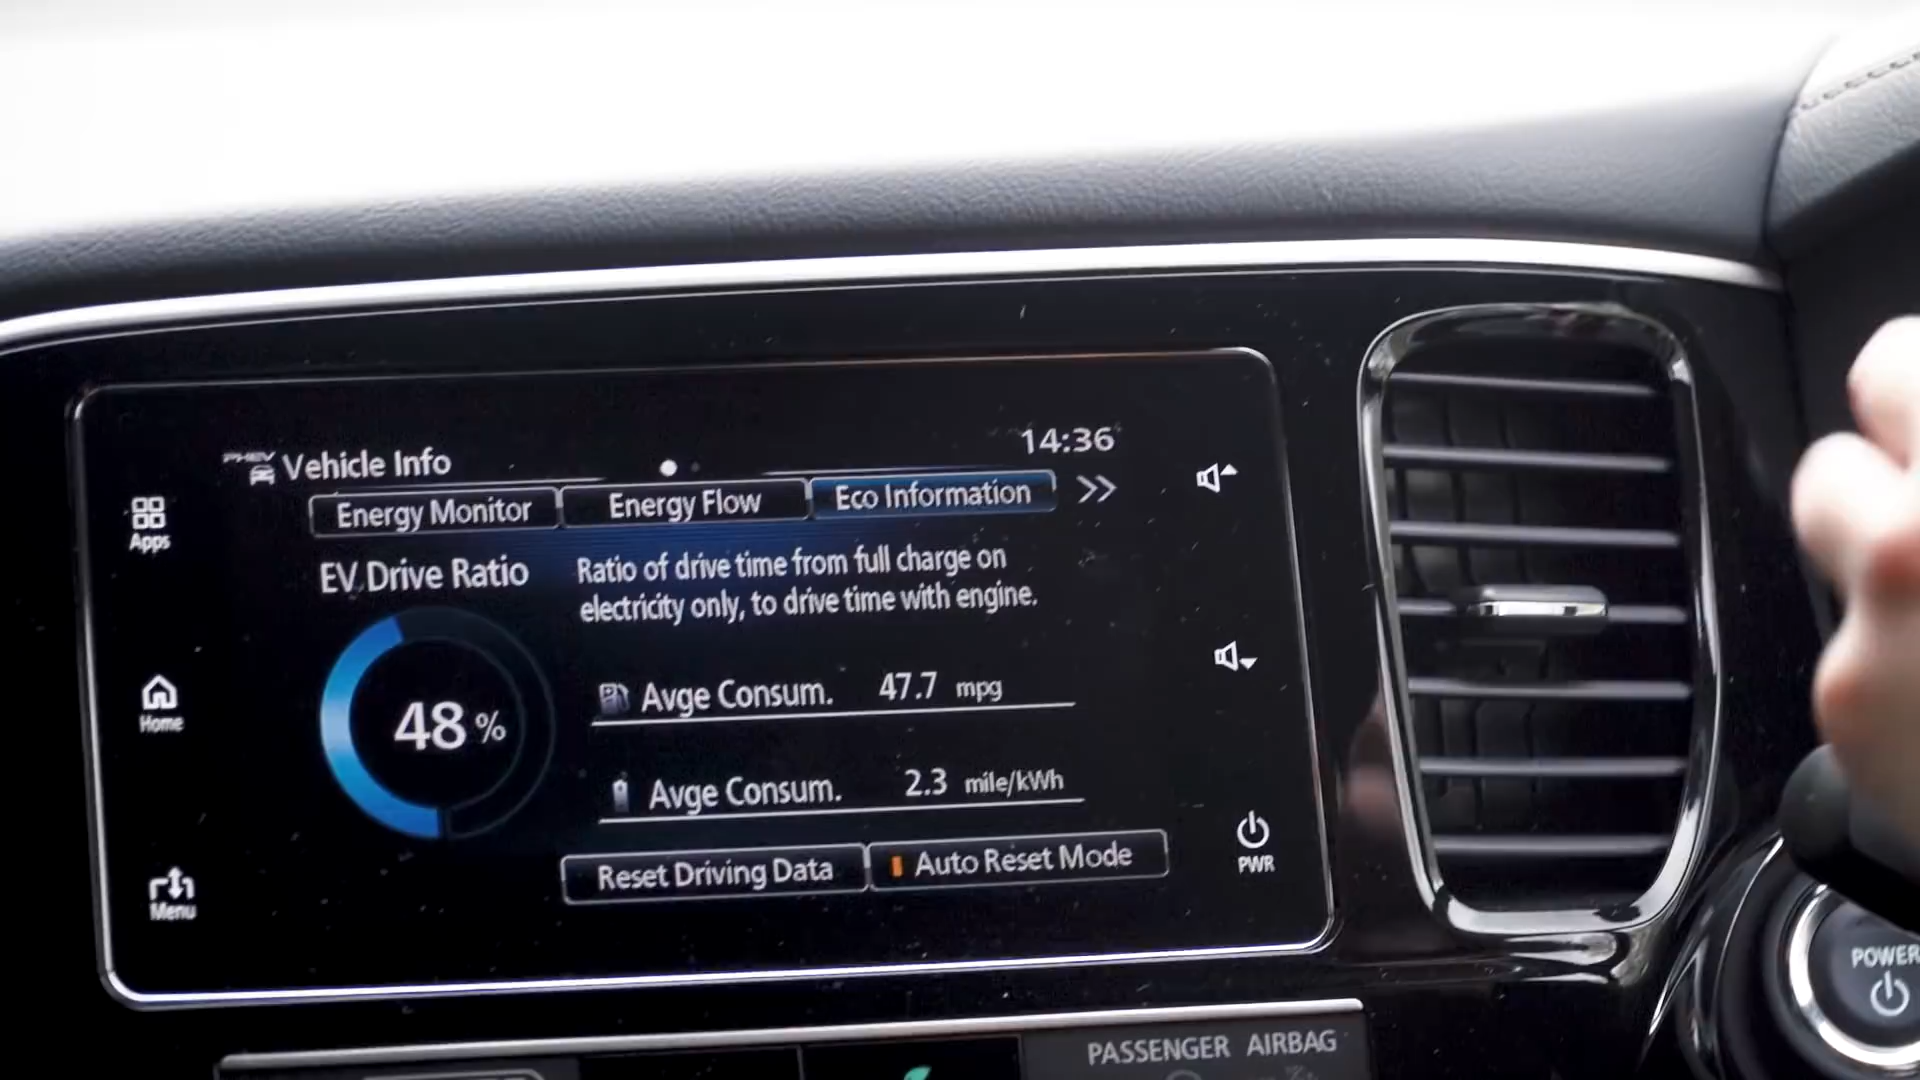 PHEV Vehicle Info
14:36
Energy Monitor
Energy Flow
Eco Information
Apps
EV Drive Ratio
Ratio of drive time from full charge on
electricity only, to drive time with engine.
48 %
Avge Consum. 47.7 mpg
Home
Avge Consum. 2.3 mile/kWh
Reset Driving Data
Auto Reset Mode
PWR
Menu
POWER
PASSENGER AIRBAG